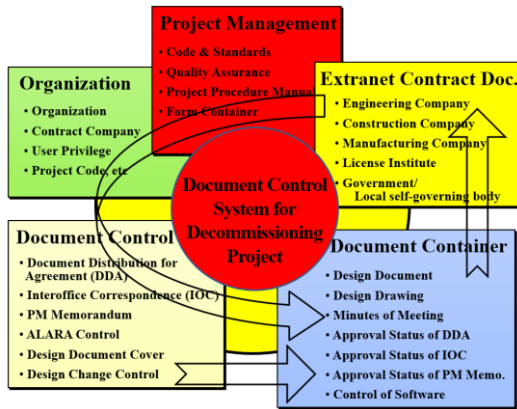 Project Management
• Code & Standards
• Quality Assurance
• Project Procedure Manual
• Form Container
Organization
• Organization
• Contract Company
• User Privilege
• Project Code, etc
Extranet Contract Doc.
• Engineering Company
• Construction Company
• Manufacturing Company
• License Institute
• Government/
Local self-governing body
Document Control
System for
Decommissioning
Project
Document Control
• Document Distribution for
Agreement (DDA)
• Interoffice Correspondence (IOC)
• PM Memorandum
• ALARA Control
• Design Document Cover
• Design Change Control
Document Container
• Design Document
• Design Drawing
• Minutes of Meeting
• Approval Status of DDA
• Approval Status of IOC
• Approval Status of PM Memo.
• Control of Software